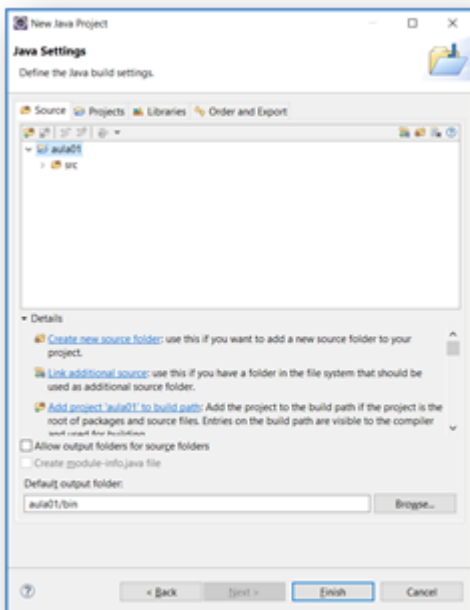 New Java Project
Java Settings
Define the Java build settings.
Source Projects Libraries Order and Export
aula01
src
Details
Create new source folder: use this if you want to add a new source folder to your
project.
Link additional source: use this if you have a folder in the file system that should be
used as additional source folder.
Add project 'aula01' to build path: Add the project to the build path if the project is the
root of packages and source files. Entries on the build path are visible to the compiler
and used for building.
Allow output folders for source folders
Create module-info.java file
Default output folder:
aula01/bin
Browse...
< Back
Next >
Finish
Cancel